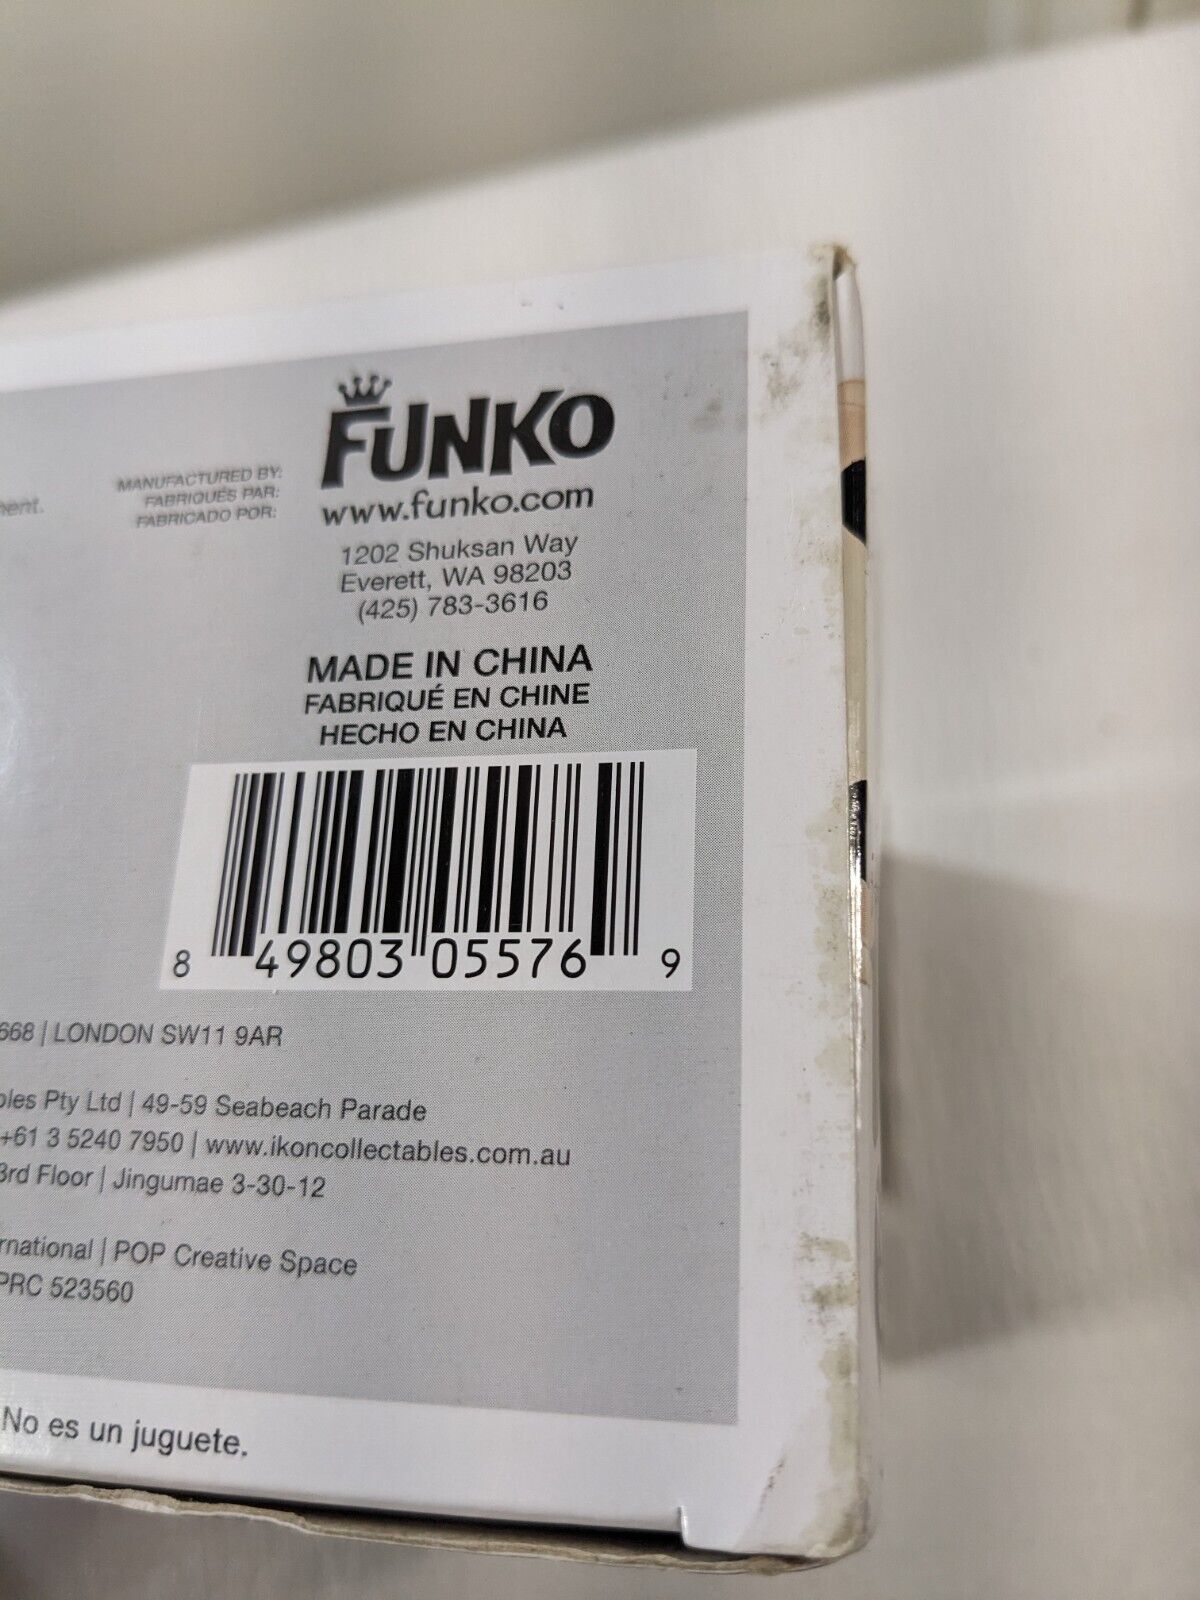 FUNKO
MANUFACTURED BY:
FABRIQUÉS PAR:
FABRICADO POR:
www.funko.com
1202 Shuksan Way
Everett, WA 98203
(425) 783-3616
MADE IN CHINA
FABRIQUÉ EN CHINE
HECHO EN CHINA
8 49803 05576 9
668 | LONDON SW11 9AR
Pty Ltd | 49-59 Seabeach Parade
+61 3 5240 7950 | www.ikoncollectables.com.au
3rd Floor | Jingumae 3-30-12
| POP Creative Space
PRC 523560
No es un juguete.